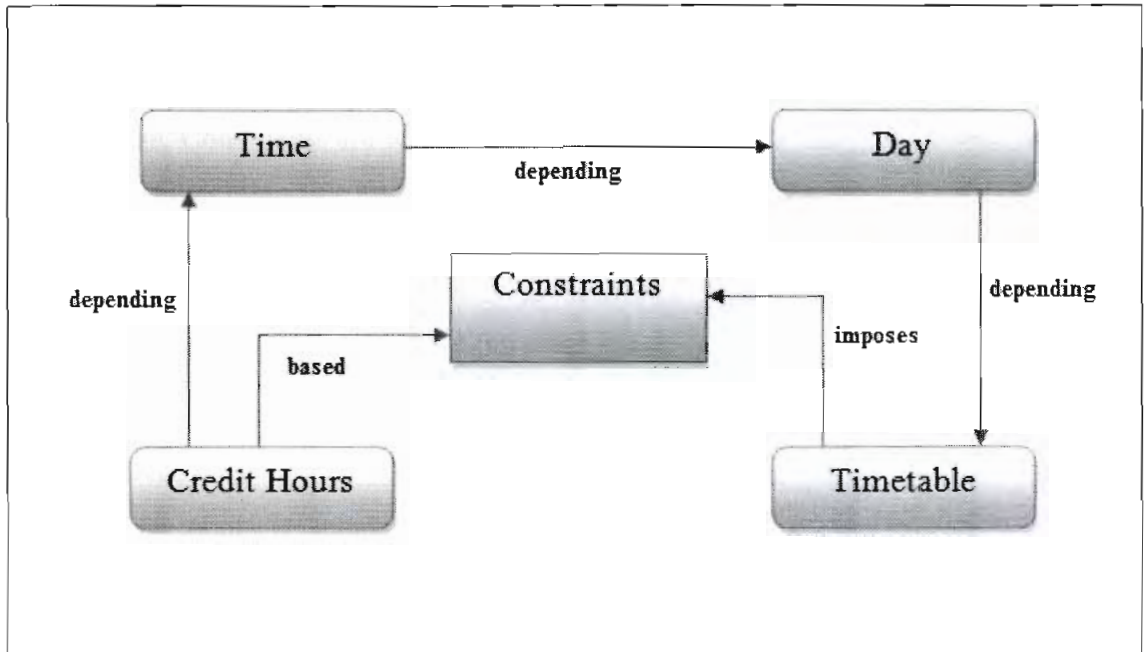 Time
Day
depending
Constraints
depending
depending
imposes
based
Credit Hours
Timetable